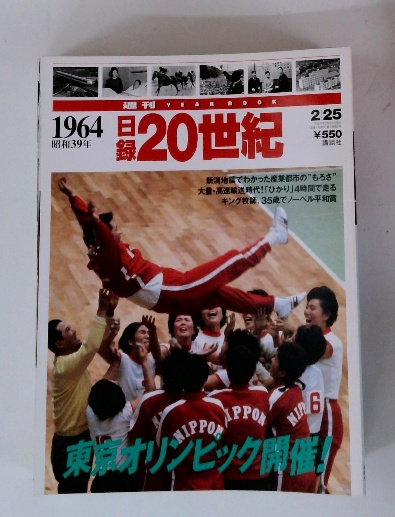 週刊 YEAR BOOK
1964
昭和39年
日録20世紀
2/25
¥550
講談社
新潟地震でわかった産業都市の"もろさ"
大量・高速輸送時代!「ひかり」4時間で走る
キング牧師、35歳でノーベル平和賞
NIPPON
NIPPON
NIPPON
6
東京オリンピック開催!